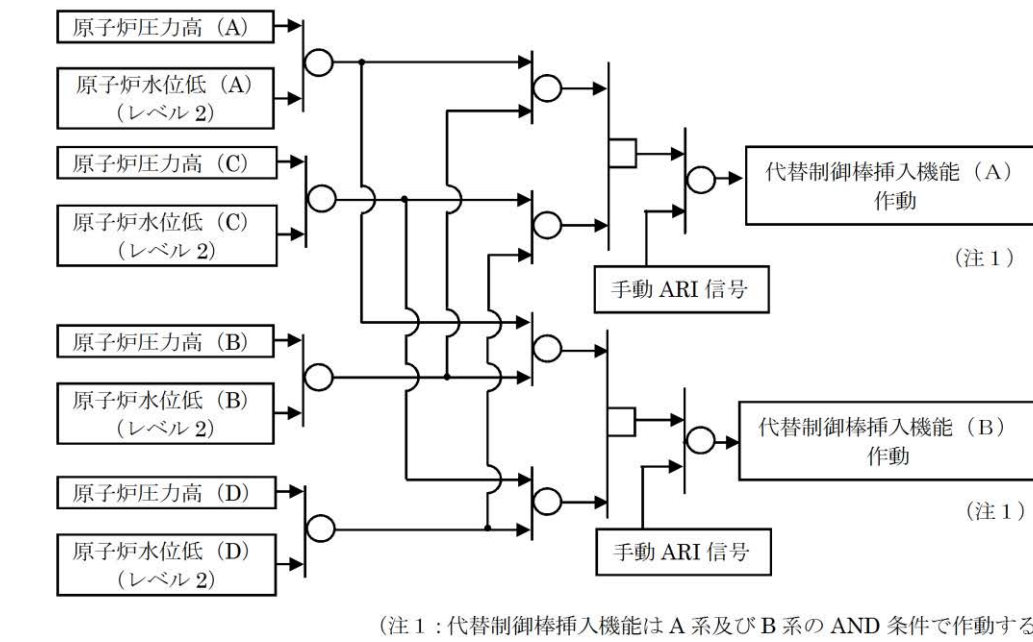 原子炉圧力高（A）
原子炉水位低（A）
（レベル 2）
原子炉圧力高（C）
原子炉水位低（C）
（レベル 2）
代替制御棒挿入機能（A）
作動
（注１）
手動 ARI 信号
原子炉圧力高（B）
原子炉水位低（B）
（レベル 2）
代替制御棒挿入機能（B）
作動
（注１）
原子炉圧力高（D）
原子炉水位低（D）
（レベル 2）
手動 ARI 信号
（注１：代替制御棒挿入機能は A 系及び B 系の AND 条件で作動する